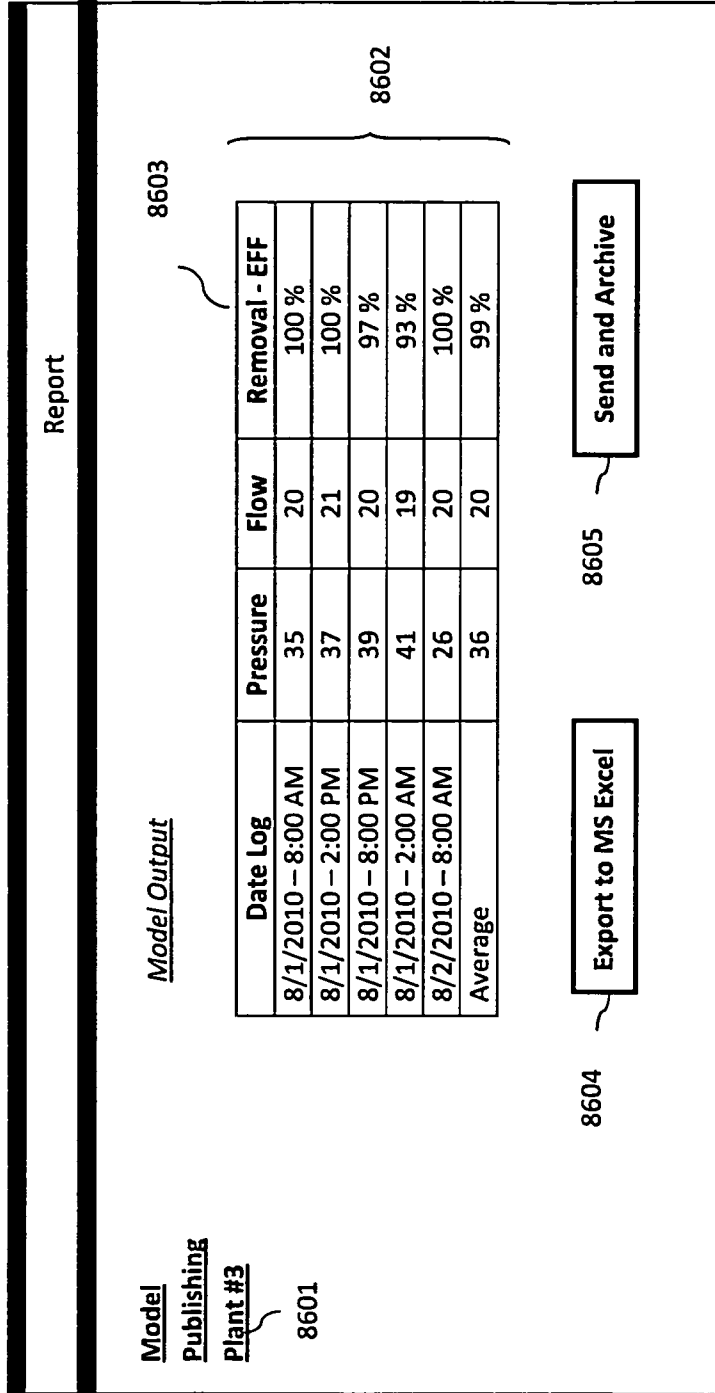 Report
Model
Publishing
Plant #3
8601
Model Output
8603
8602
Date Log Pressure Flow Removal - EFF
8/1/2010 – 8:00 AM 35 20 100 %
8/1/2010 – 2:00 PM 37 21 100 %
8/1/2010 – 8:00 PM 39 20 97 %
8/1/2010 – 2:00 AM 41 19 93 %
8/2/2010 – 8:00 AM 26 20 100 %
Average 36 20 99 %
8604
Export to MS Excel
8605
Send and Archive